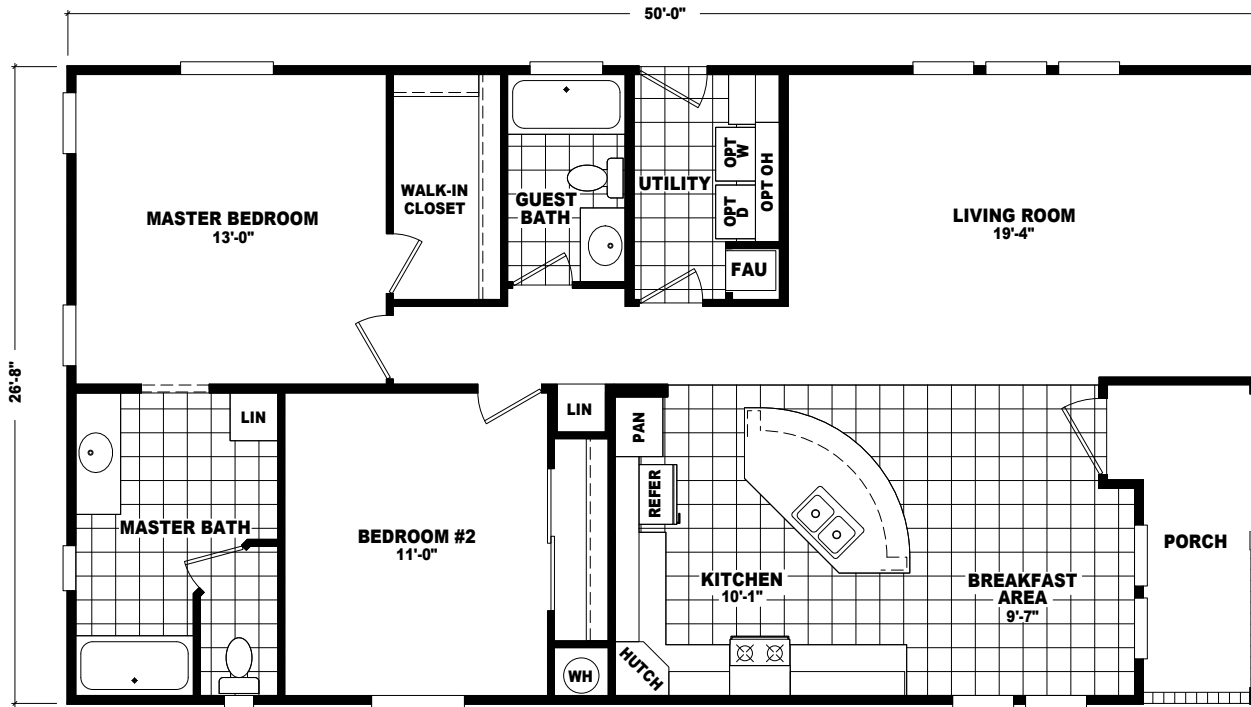 50'-0"
26'-8"
MASTER BEDROOM
13'-0"
WALK-IN
CLOSET
GUEST
BATH
UTILITY
OPT
W
OPT
D
OPT OH
FAU
LIVING ROOM
19'-4"
LIN
MASTER BATH
BEDROOM #2
11'-0"
LIN
WH
PAN
REFER
HUTCH
KITCHEN
10'-1"
BREAKFAST
AREA
9'-7"
PORCH